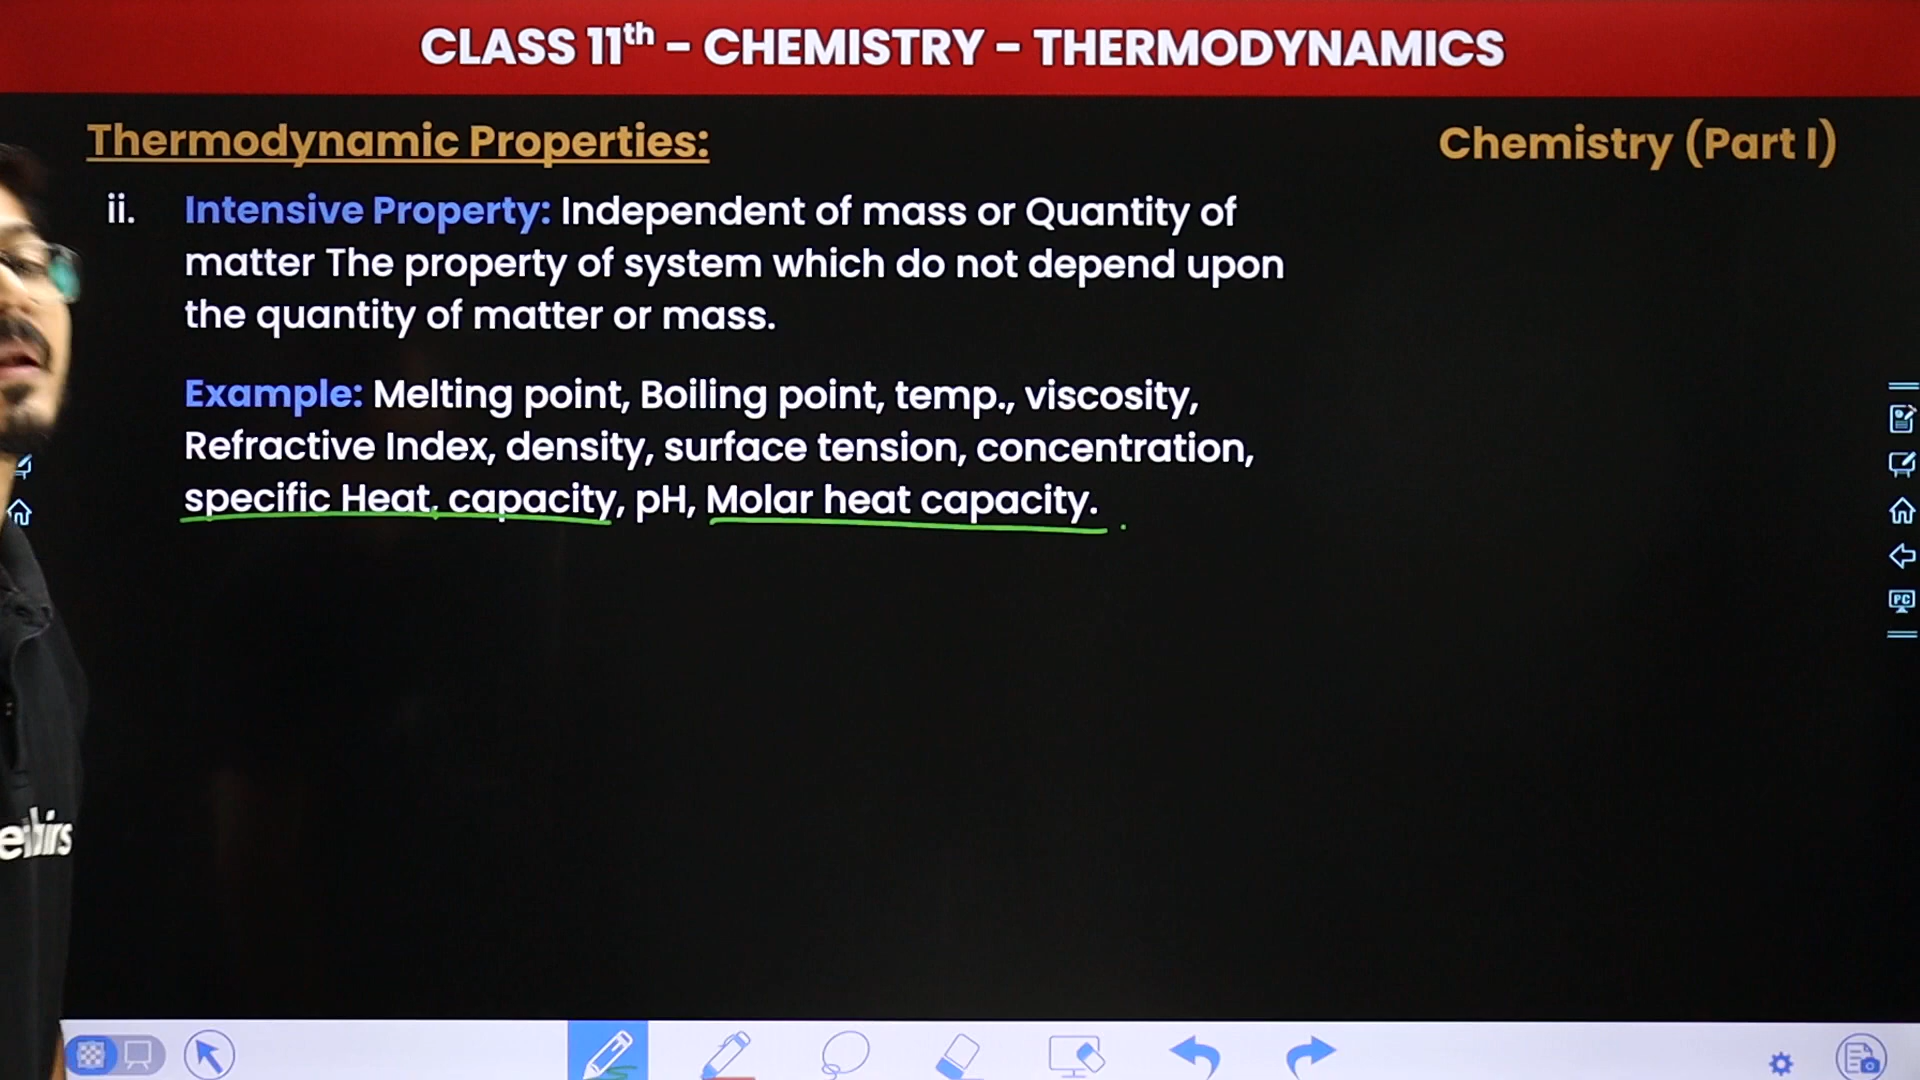 CLASS 11th - CHEMISTRY - THERMODYNAMICS
Thermodynamic Properties:
Chemistry (Part I)
ii. Intensive Property: Independent of mass or Quantity of
matter The property of system which do not depend upon
the quantity of matter or mass.
Example: Melting point, Boiling point, temp., viscosity,
Refractive Index, density, surface tension, concentration,
specific Heat, capacity, pH, Molar heat capacity.
PC